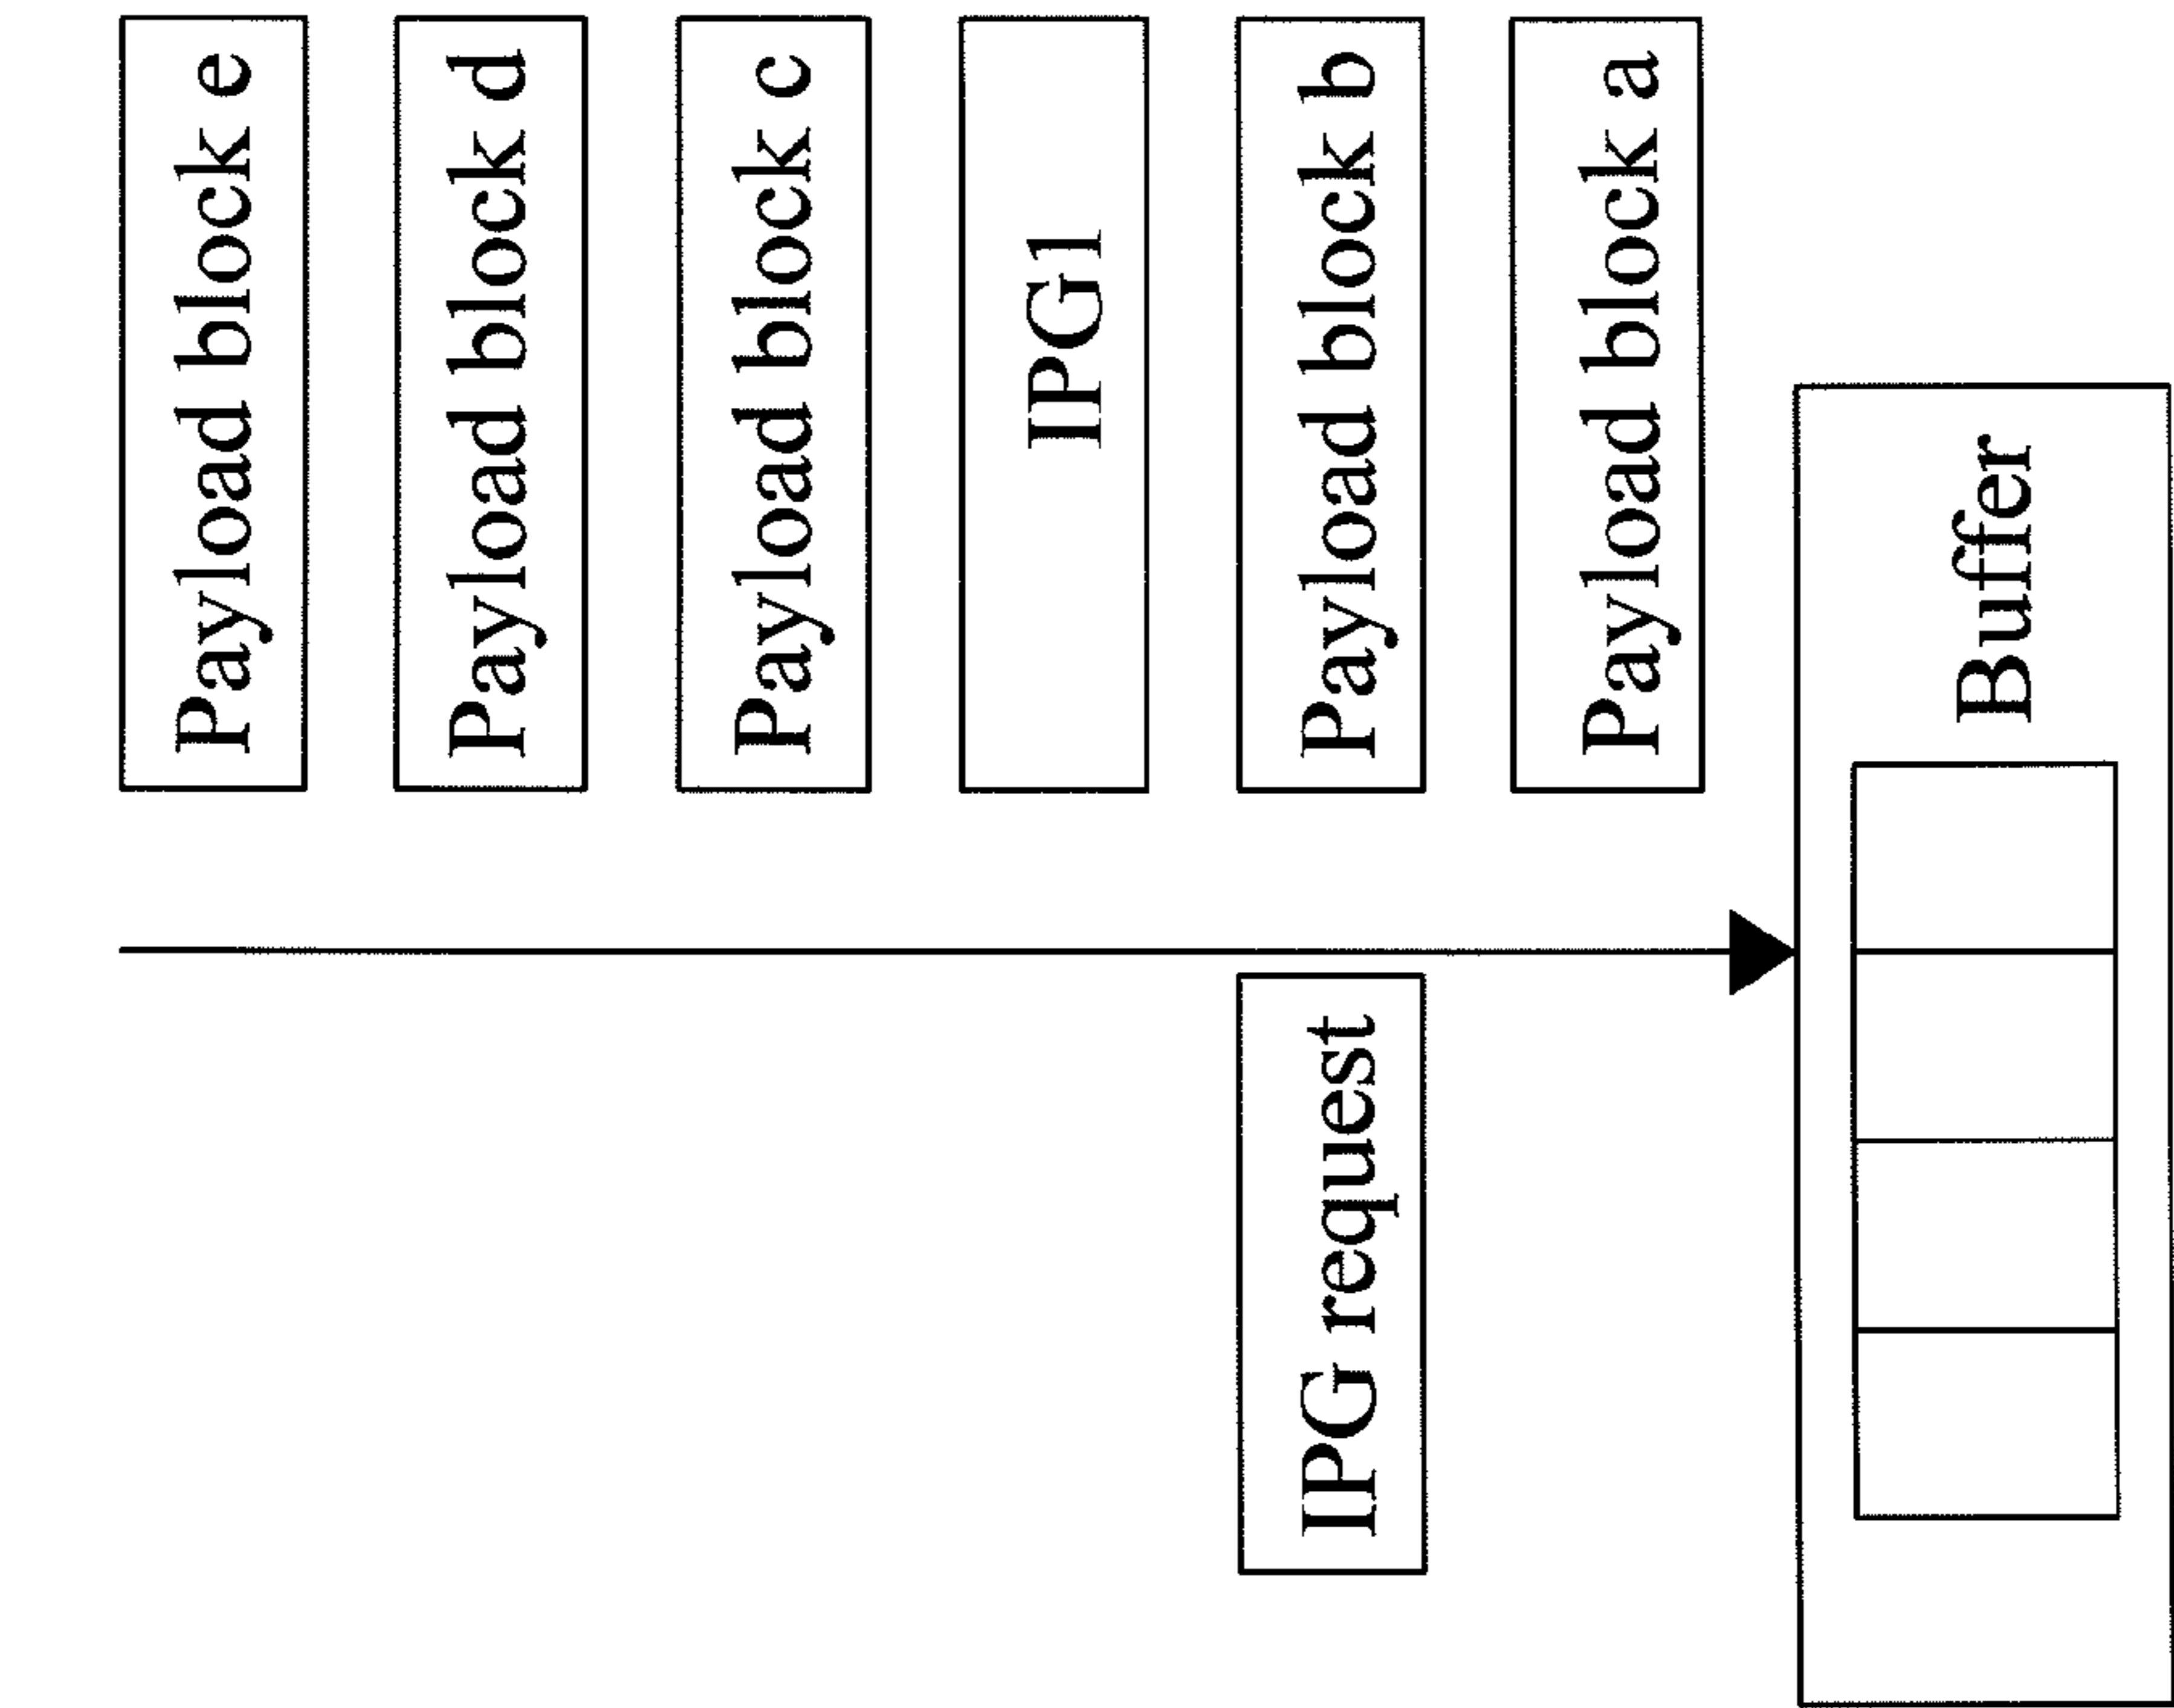 Payload block e
Payload block d
Payload block c
IPG1
Payload block b
Payload block a
IPG request
Buffer